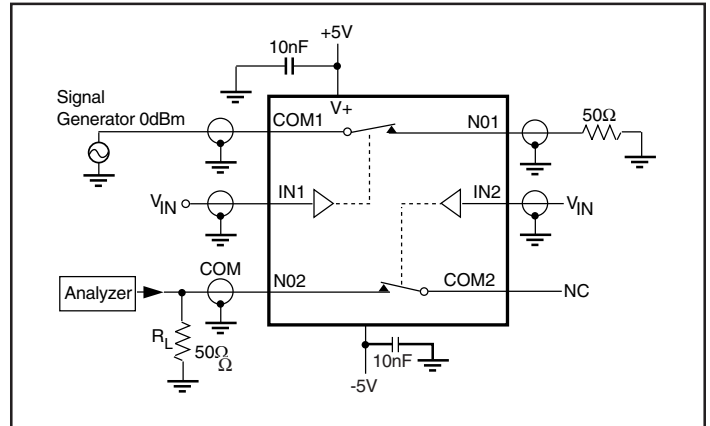 +5V
10nF
V+
Signal
Generator 0dBm
COM1
N01
50Ω
VIN
IN1
IN2
VIN
COM
N02
COM2
NC
Analyzer
RL
50Ω
Ω
10nF
-5V